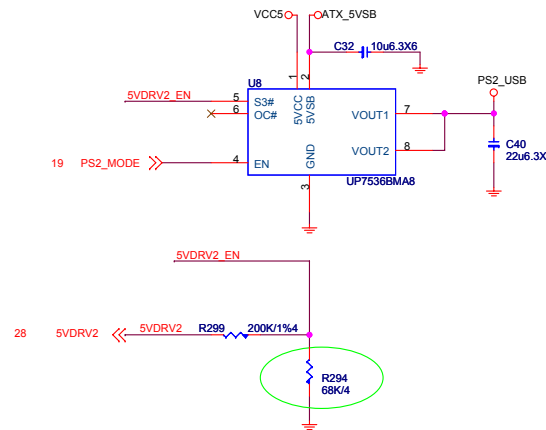 VCC5 ATX_5VSB
C32 10u6.3X6
PS2_USB
U8
1 2
5VDRV2_EN 5 S3# 5VCC 5VSB VOUT1 7
6 OC#
C40
22u6.3X
19 PS2_MODE 4 EN GND VOUT2 8
3 UP7536BMA8
5VDRV2_EN
28 5VDRV2 5VDRV2 R299 200K/1%4
R294
68K/4